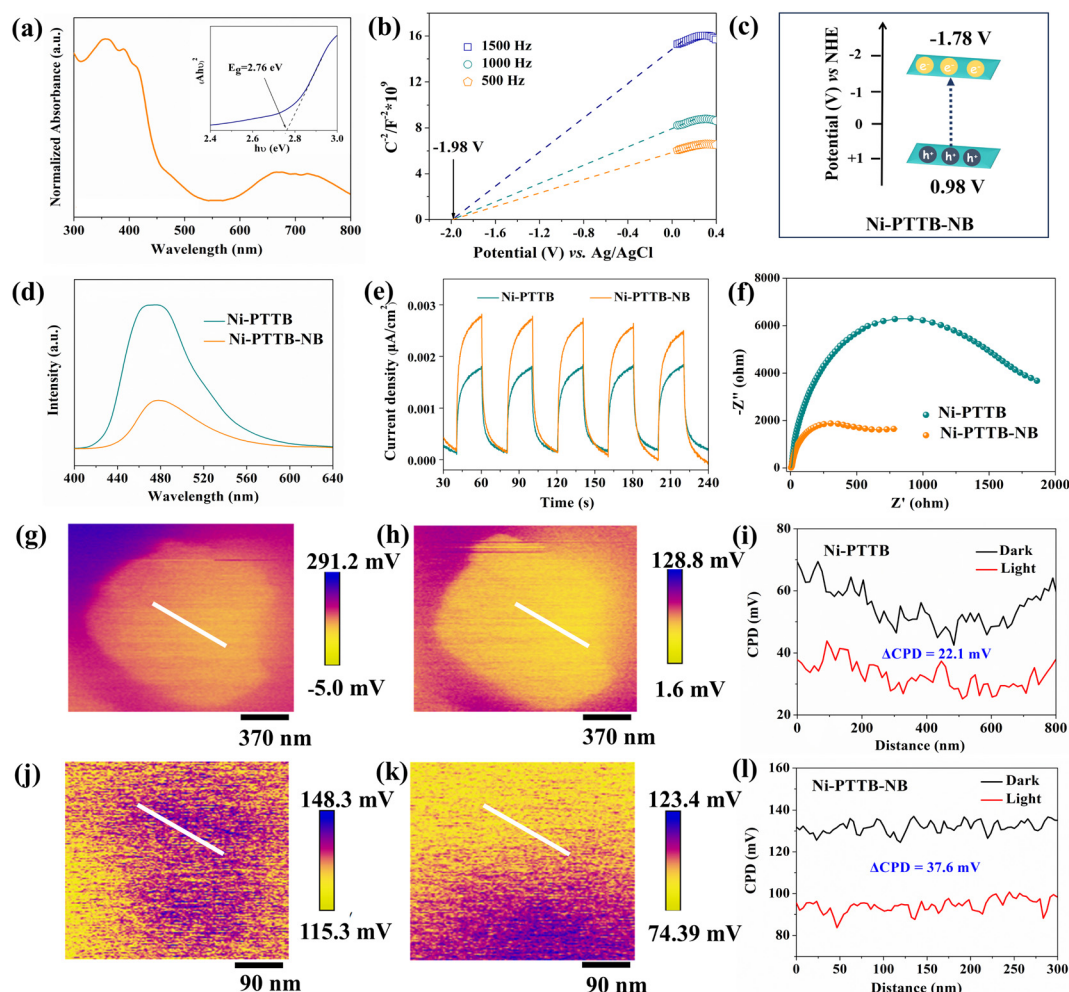 (a)
Normalized Absorbance (a.u.)
(Ahυ)²
Eg=2.76 eV
2.4 2.6 2.8 3.0
hυ (eV)
300 400 500 600 700 800
Wavelength (nm)
(b)
C⁻²/F⁻²*10⁹
16
12
8
4
0
1500 Hz
1000 Hz
500 Hz
-1.98 V
-2.0 -1.6 -1.2 -0.8 -0.4 0.0 0.4
Potential (V) vs. Ag/AgCl
(c)
Potential (V) vs NHE
-2
-1
0
+1
-1.78 V
e⁻ e⁻ e⁻
h⁺ h⁺ h⁺
0.98 V
Ni-PTTB-NB
(d)
Intensity (a.u.)
Ni-PTTB
Ni-PTTB-NB
400 440 480 520 560 600 640
Wavelength (nm)
(e)
Current density (μA/cm²)
0.003
0.002
0.001
0.000
Ni-PTTB Ni-PTTB-NB
30 60 90 120 150 180 210 240
Time (s)
(f)
-Z'' (ohm)
8000
6000
4000
2000
0
Ni-PTTB
Ni-PTTB-NB
0 500 1000 1500 2000
Z' (ohm)
(g)
291.2 mV
-5.0 mV
370 nm
(h)
128.8 mV
1.6 mV
370 nm
(i)
Ni-PTTB
Dark
Light
CPD (mV)
80
60
40
20
ΔCPD = 22.1 mV
0 200 400 600 800
Distance (nm)
(j)
148.3 mV
115.3 mV
90 nm
(k)
123.4 mV
74.39 mV
90 nm
(l)
Ni-PTTB-NB
Dark
Light
CPD (mV)
160
140
120
100
80
ΔCPD = 37.6 mV
0 50 100 150 200 250 300
Distance (nm)